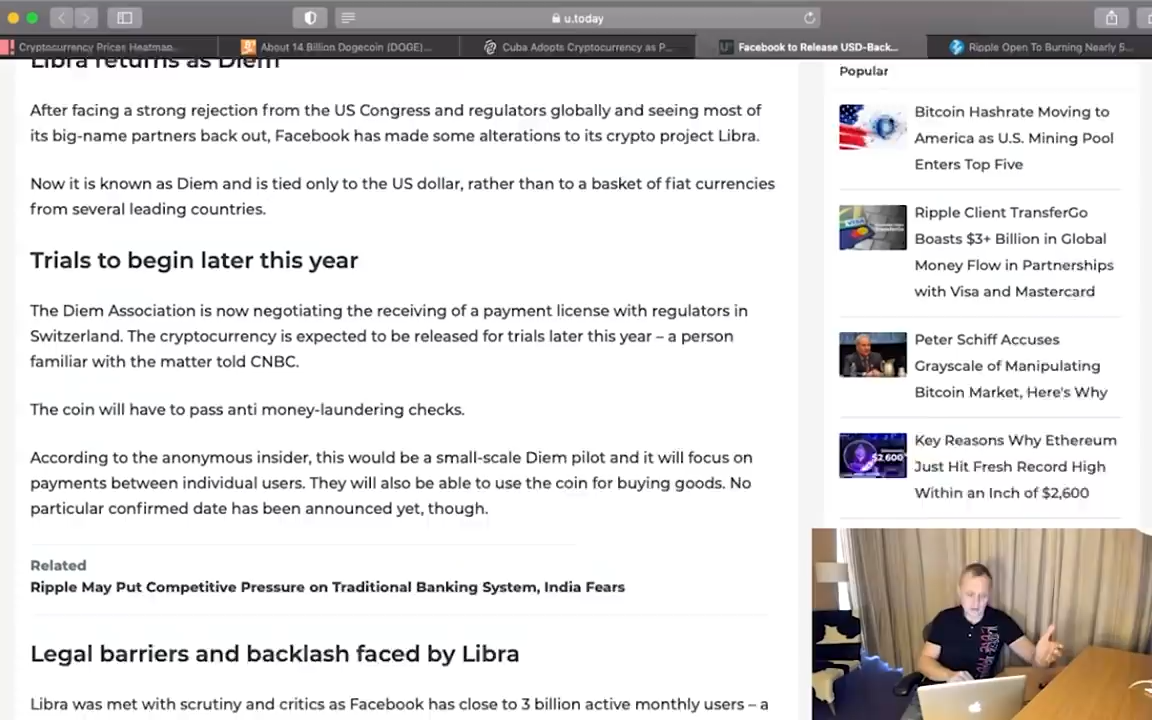 u.today
Cryptocurrency Prices Heatmap...
About 14 Billion Dogecoin (DOGE)...
Cuba Adopts Cryptocurrency as P...
Facebook to Release USD-Back...
Ripple Open To Burning Nearly 5...
Libra returns as Diem
After facing a strong rejection from the US Congress and regulators globally and seeing most of
its big-name partners back out, Facebook has made some alterations to its crypto project Libra.
Now it is known as Diem and is tied only to the US dollar, rather than to a basket of fiat currencies
from several leading countries.
Trials to begin later this year
The Diem Association is now negotiating the receiving of a payment license with regulators in
Switzerland. The cryptocurrency is expected to be released for trials later this year – a person
familiar with the matter told CNBC.
The coin will have to pass anti money-laundering checks.
According to the anonymous insider, this would be a small-scale Diem pilot and it will focus on
payments between individual users. They will also be able to use the coin for buying goods. No
particular confirmed date has been announced yet, though.
Related
Ripple May Put Competitive Pressure on Traditional Banking System, India Fears
Legal barriers and backlash faced by Libra
Libra was met with scrutiny and critics as Facebook has close to 3 billion active monthly users – a
Popular
Bitcoin Hashrate Moving to
America as U.S. Mining Pool
Enters Top Five
Ripple Client TransferGo
Boasts $3+ Billion in Global
Money Flow in Partnerships
with Visa and Mastercard
Peter Schiff Accuses
Grayscale of Manipulating
Bitcoin Market, Here's Why
Key Reasons Why Ethereum
Just Hit Fresh Record High
Within an Inch of $2,600
VISA
$2,600